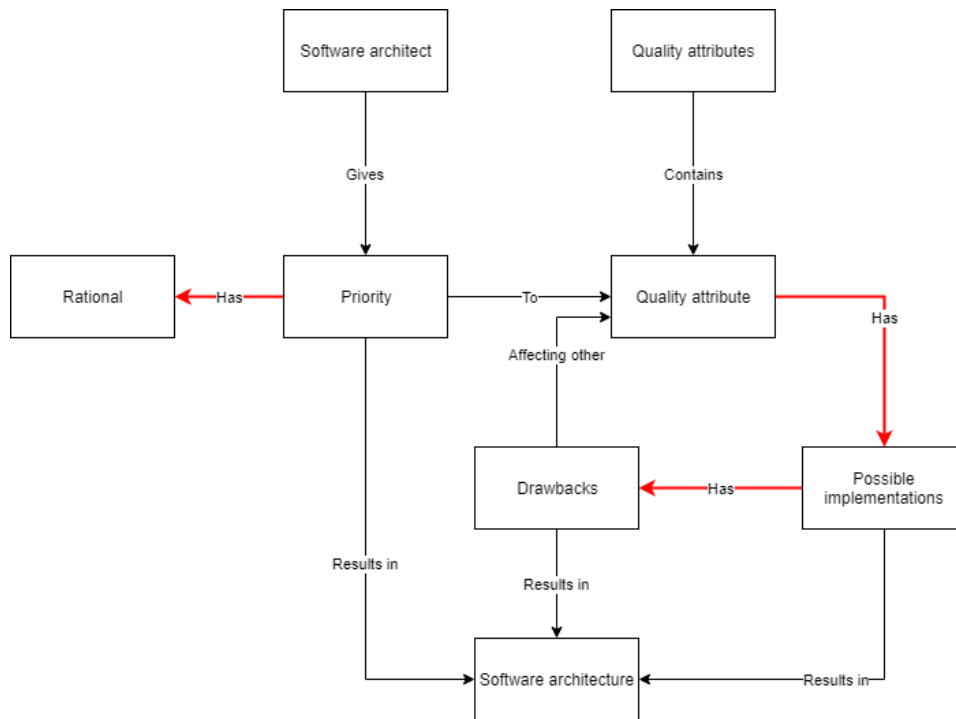 Software architect
Quality attributes
Gives
Contains
Rational
Has
Priority
To
Quality attribute
Has
Affecting other
Drawbacks
Has
Possible
implementations
Results in
Results in
Software architecture
Results in